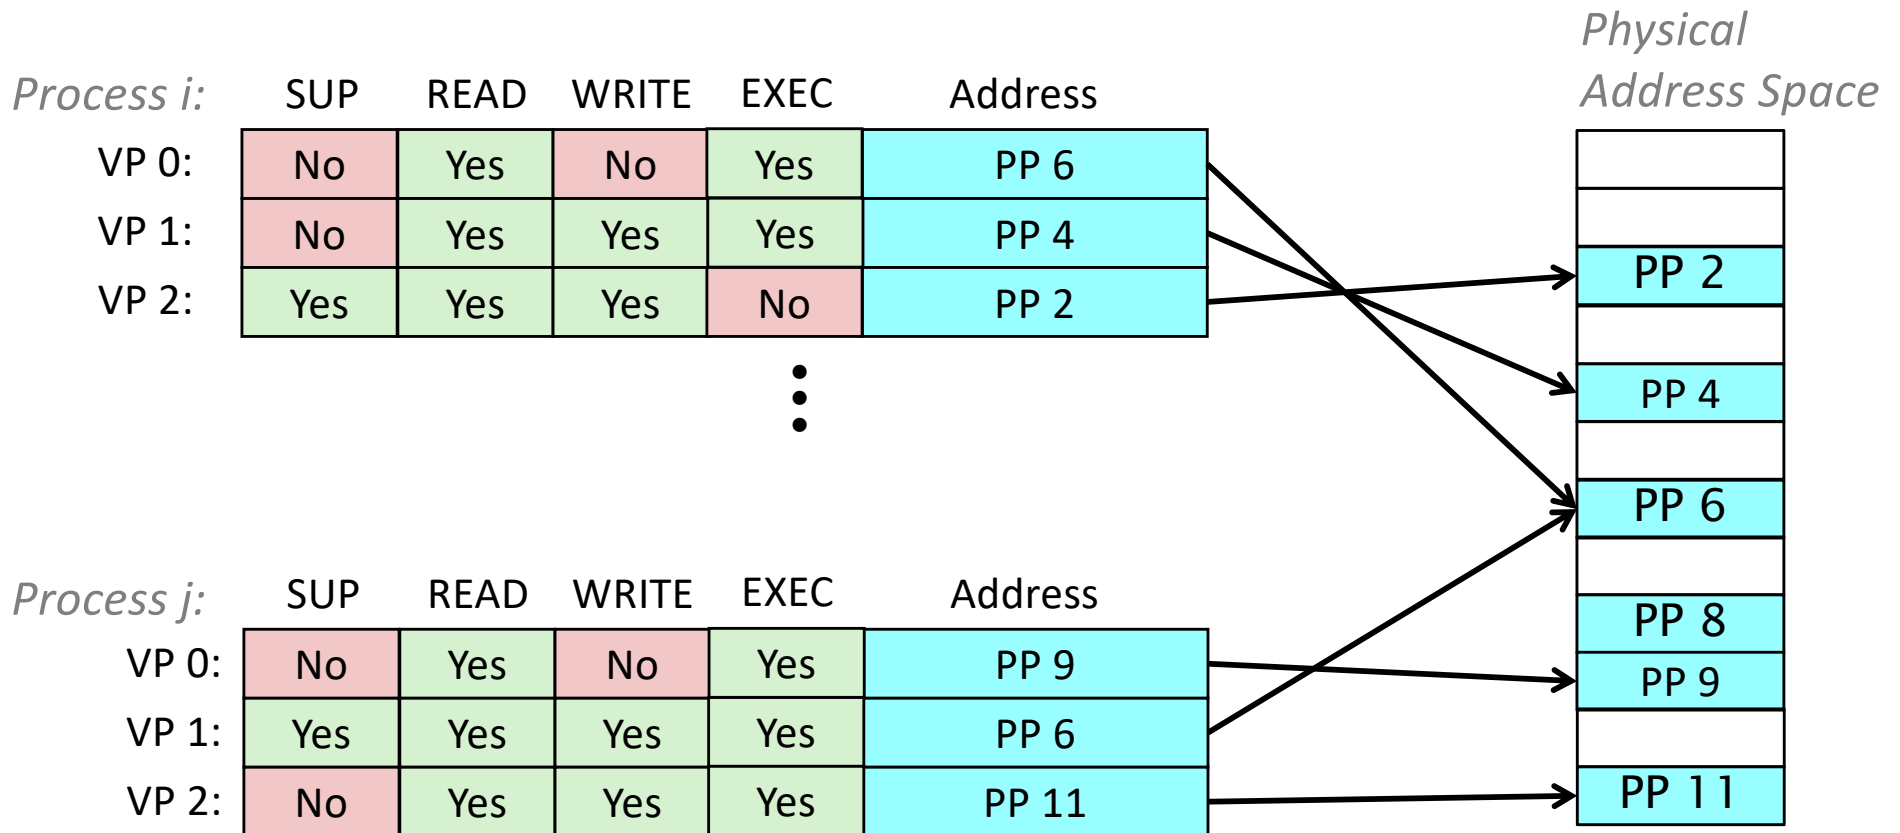 Physical
Address Space
Process i: SUP READ WRITE EXEC Address
VP 0: No Yes No Yes PP 6
VP 1: No Yes Yes Yes PP 4
VP 2: Yes Yes Yes No PP 2
PP 2
PP 4
PP 6
Process j: SUP READ WRITE EXEC Address
VP 0: No Yes No Yes PP 9
VP 1: Yes Yes Yes Yes PP 6
VP 2: No Yes Yes Yes PP 11
PP 8
PP 9
PP 11